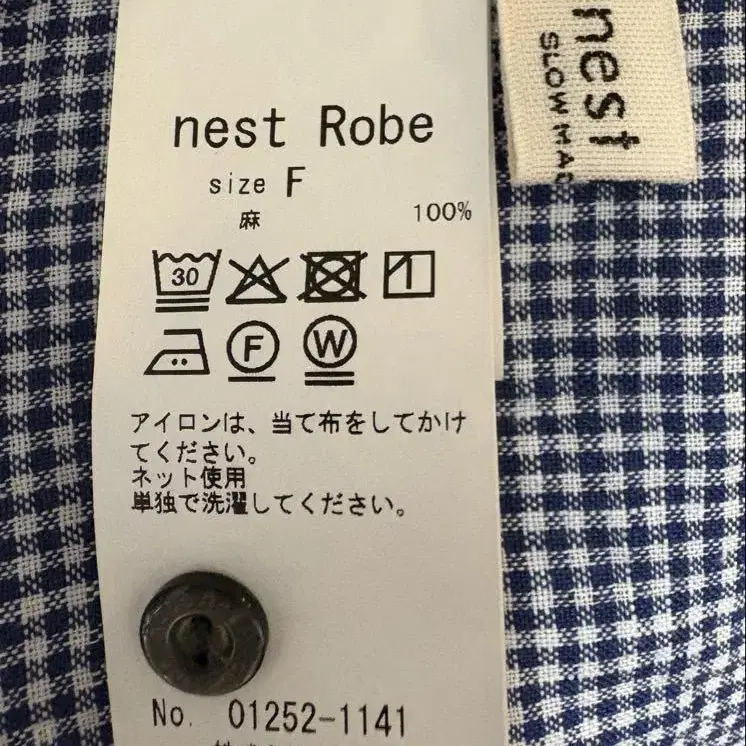 nest Robe
size F
麻 100%
30
F W
アイロンは、当て布をしてかけ
てください。
ネット使用
単独で洗濯してください。
No. 01252-1141
nest
SLOW MA